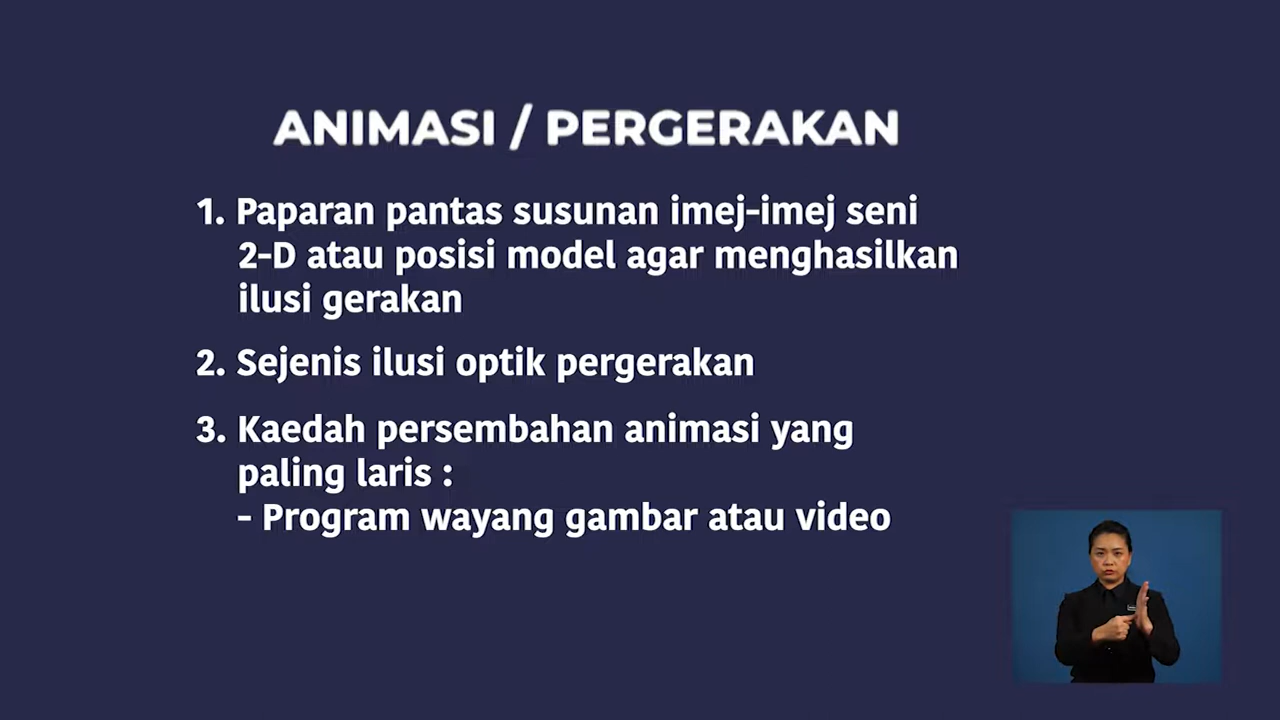 ANIMASI / PERGERAKAN
1. Paparan pantas susunan imej-imej seni
2-D atau posisi model agar menghasilkan
ilusi gerakan
2. Sejenis ilusi optik pergerakan
3. Kaedah persembahan animasi yang
paling laris :
- Program wayang gambar atau video